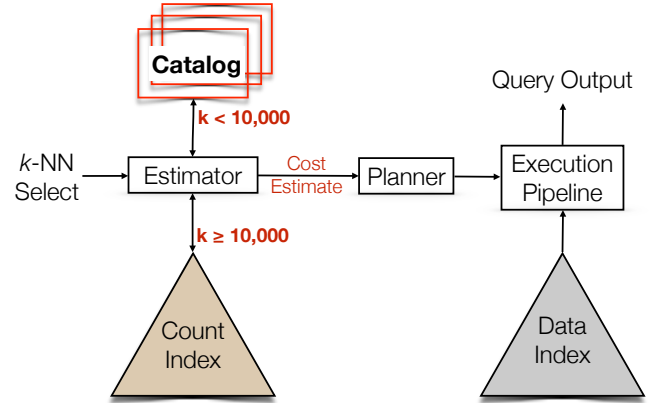 Catalog
Query Output
k < 10,000
k-NN
Select
Estimator
Cost
Estimate
Planner
Execution
Pipeline
k ≥ 10,000
Count
Index
Data
Index